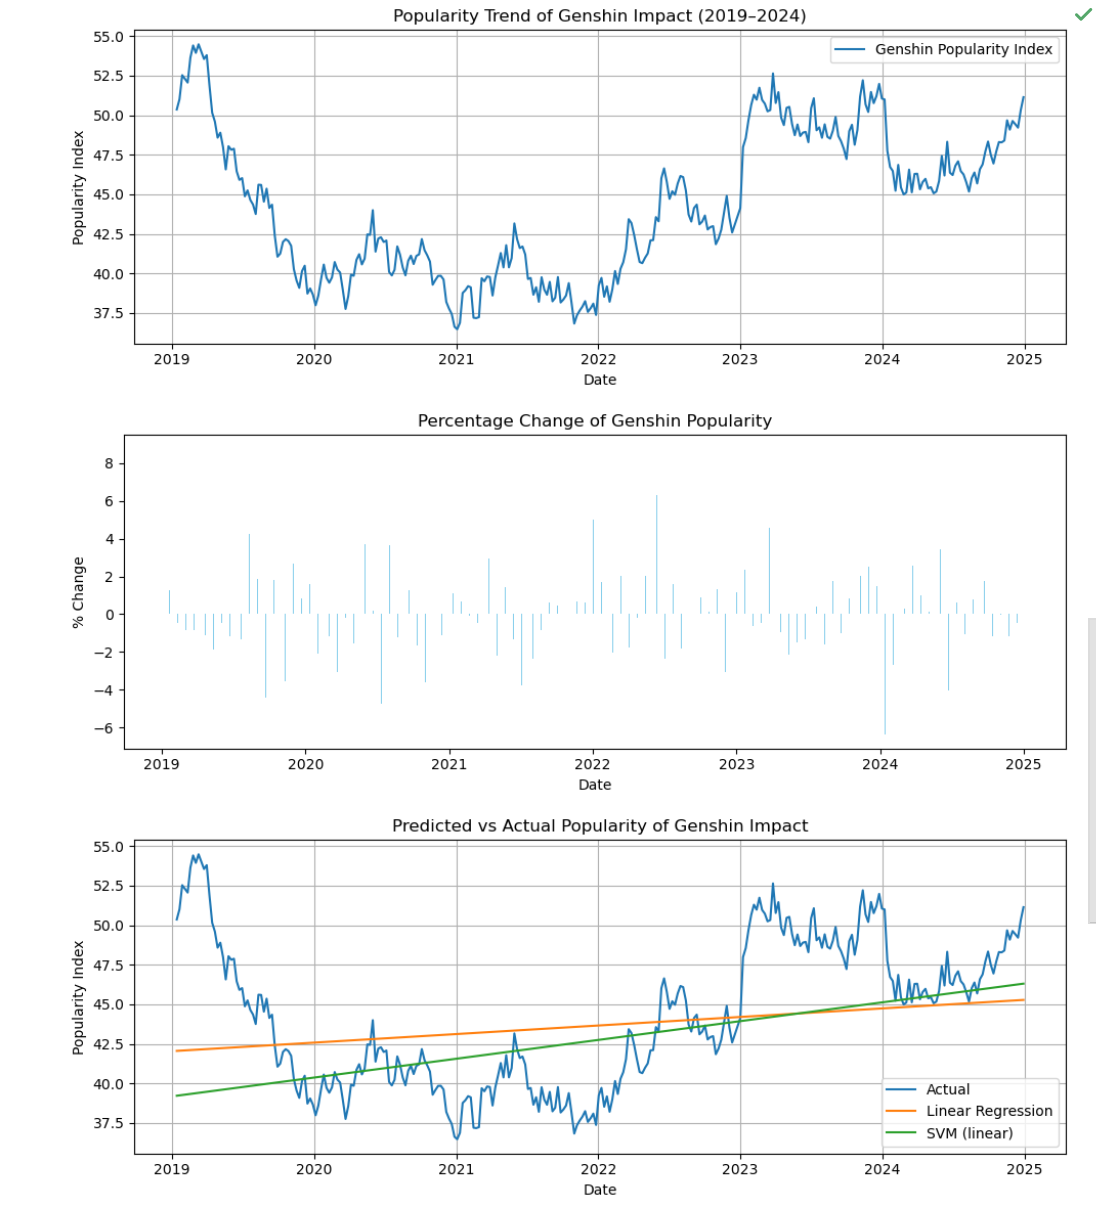 Popularity Trend of Genshin Impact (2019–2024)
Genshin Popularity Index
Popularity Index
55.0
52.5
50.0
47.5
45.0
42.5
40.0
37.5
2019 2020 2021 2022 2023 2024 2025
Date
Percentage Change of Genshin Popularity
% Change
8
6
4
2
0
−2
−4
−6
2019 2020 2021 2022 2023 2024 2025
Date
Predicted vs Actual Popularity of Genshin Impact
Popularity Index
55.0
52.5
50.0
47.5
45.0
42.5
40.0
37.5
Actual
Linear Regression
SVM (linear)
2019 2020 2021 2022 2023 2024 2025
Date